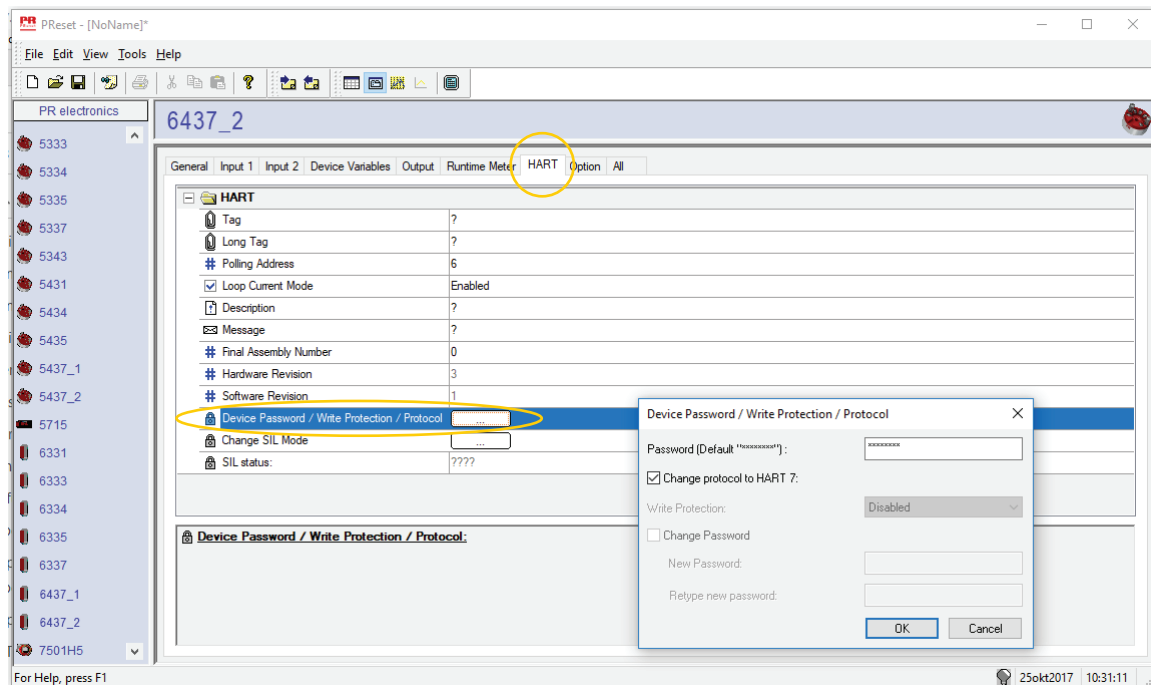 PR PReset - [NoName]*
File Edit View Tools Help
PR electronics
5333
5334
5335
5337
5343
5431
5434
5435
5437_1
5437_2
5715
6331
6333
6334
6335
6337
6437_1
6437_2
7501H5
6437_2
General Input 1 Input 2 Device Variables Output Runtime Meter HART Option All
HART
Tag ?
Long Tag ?
# Polling Address 6
Loop Current Mode Enabled
Description ?
Message ?
# Final Assembly Number 0
# Hardware Revision 3
# Software Revision 1
Device Password / Write Protection / Protocol ...
Change SIL Mode ...
SIL status: ????
Device Password / Write Protection / Protocol:
Device Password / Write Protection / Protocol
Password (Default "********") : ********
Change protocol to HART 7:
Write Protection: Disabled
Change Password
New Password:
Retype new password:
OK Cancel
For Help, press F1
25okt2017 10:31:11